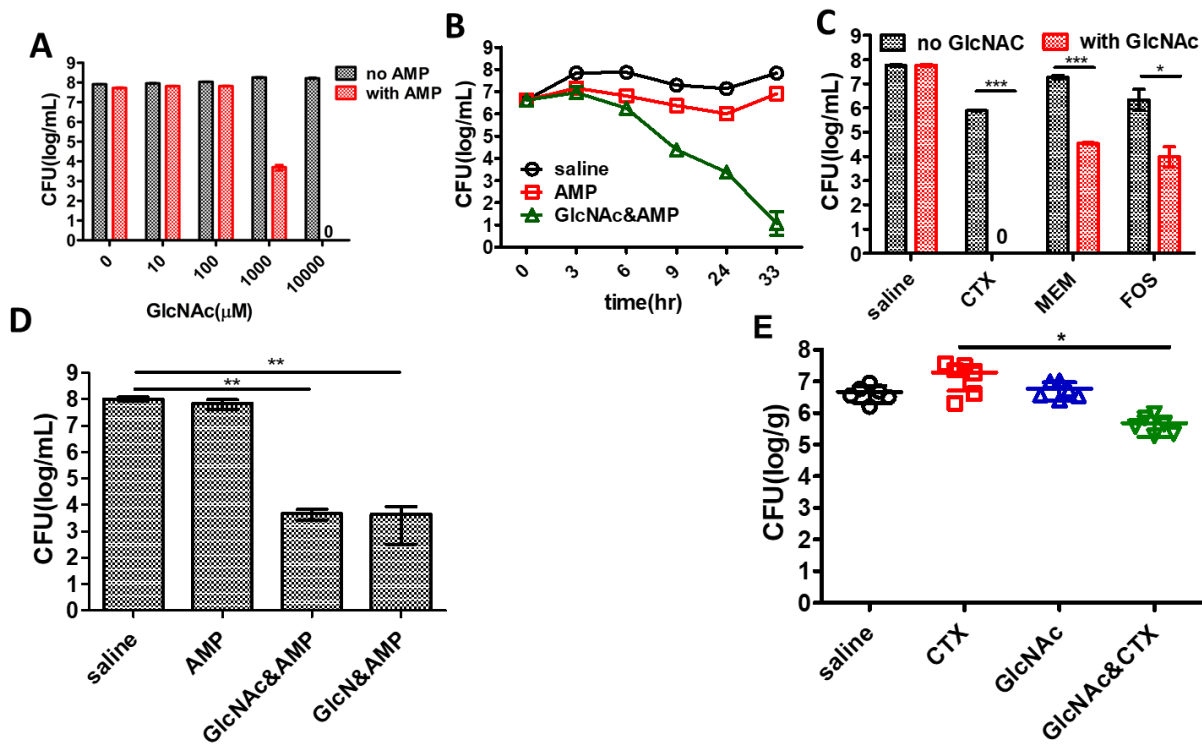 A
CFU(log/mL)
9
8
7
6
5
4
3
2
1
0
no AMP
with AMP
0
0
10
100
1000
10000
GlcNAc(μM)
B
CFU(log/mL)
9
8
7
6
5
4
3
2
1
0
saline
AMP
GlcNAc&AMP
0
3
6
9
24
33
time(hr)
C
CFU(log/mL)
9
8
7
6
5
4
3
2
1
0
no GlcNAC
with GlcNAc
***
***
*
0
saline
CTX
MEM
FOS
D
CFU(log/mL)
9
8
7
6
5
4
3
2
1
0
**
**
saline
AMP
GlcNAc&AMP
GlcN&AMP
E
CFU(log/g)
8
7
6
5
4
3
2
1
0
*
saline
CTX
GlcNAc
GlcNAc&CTX